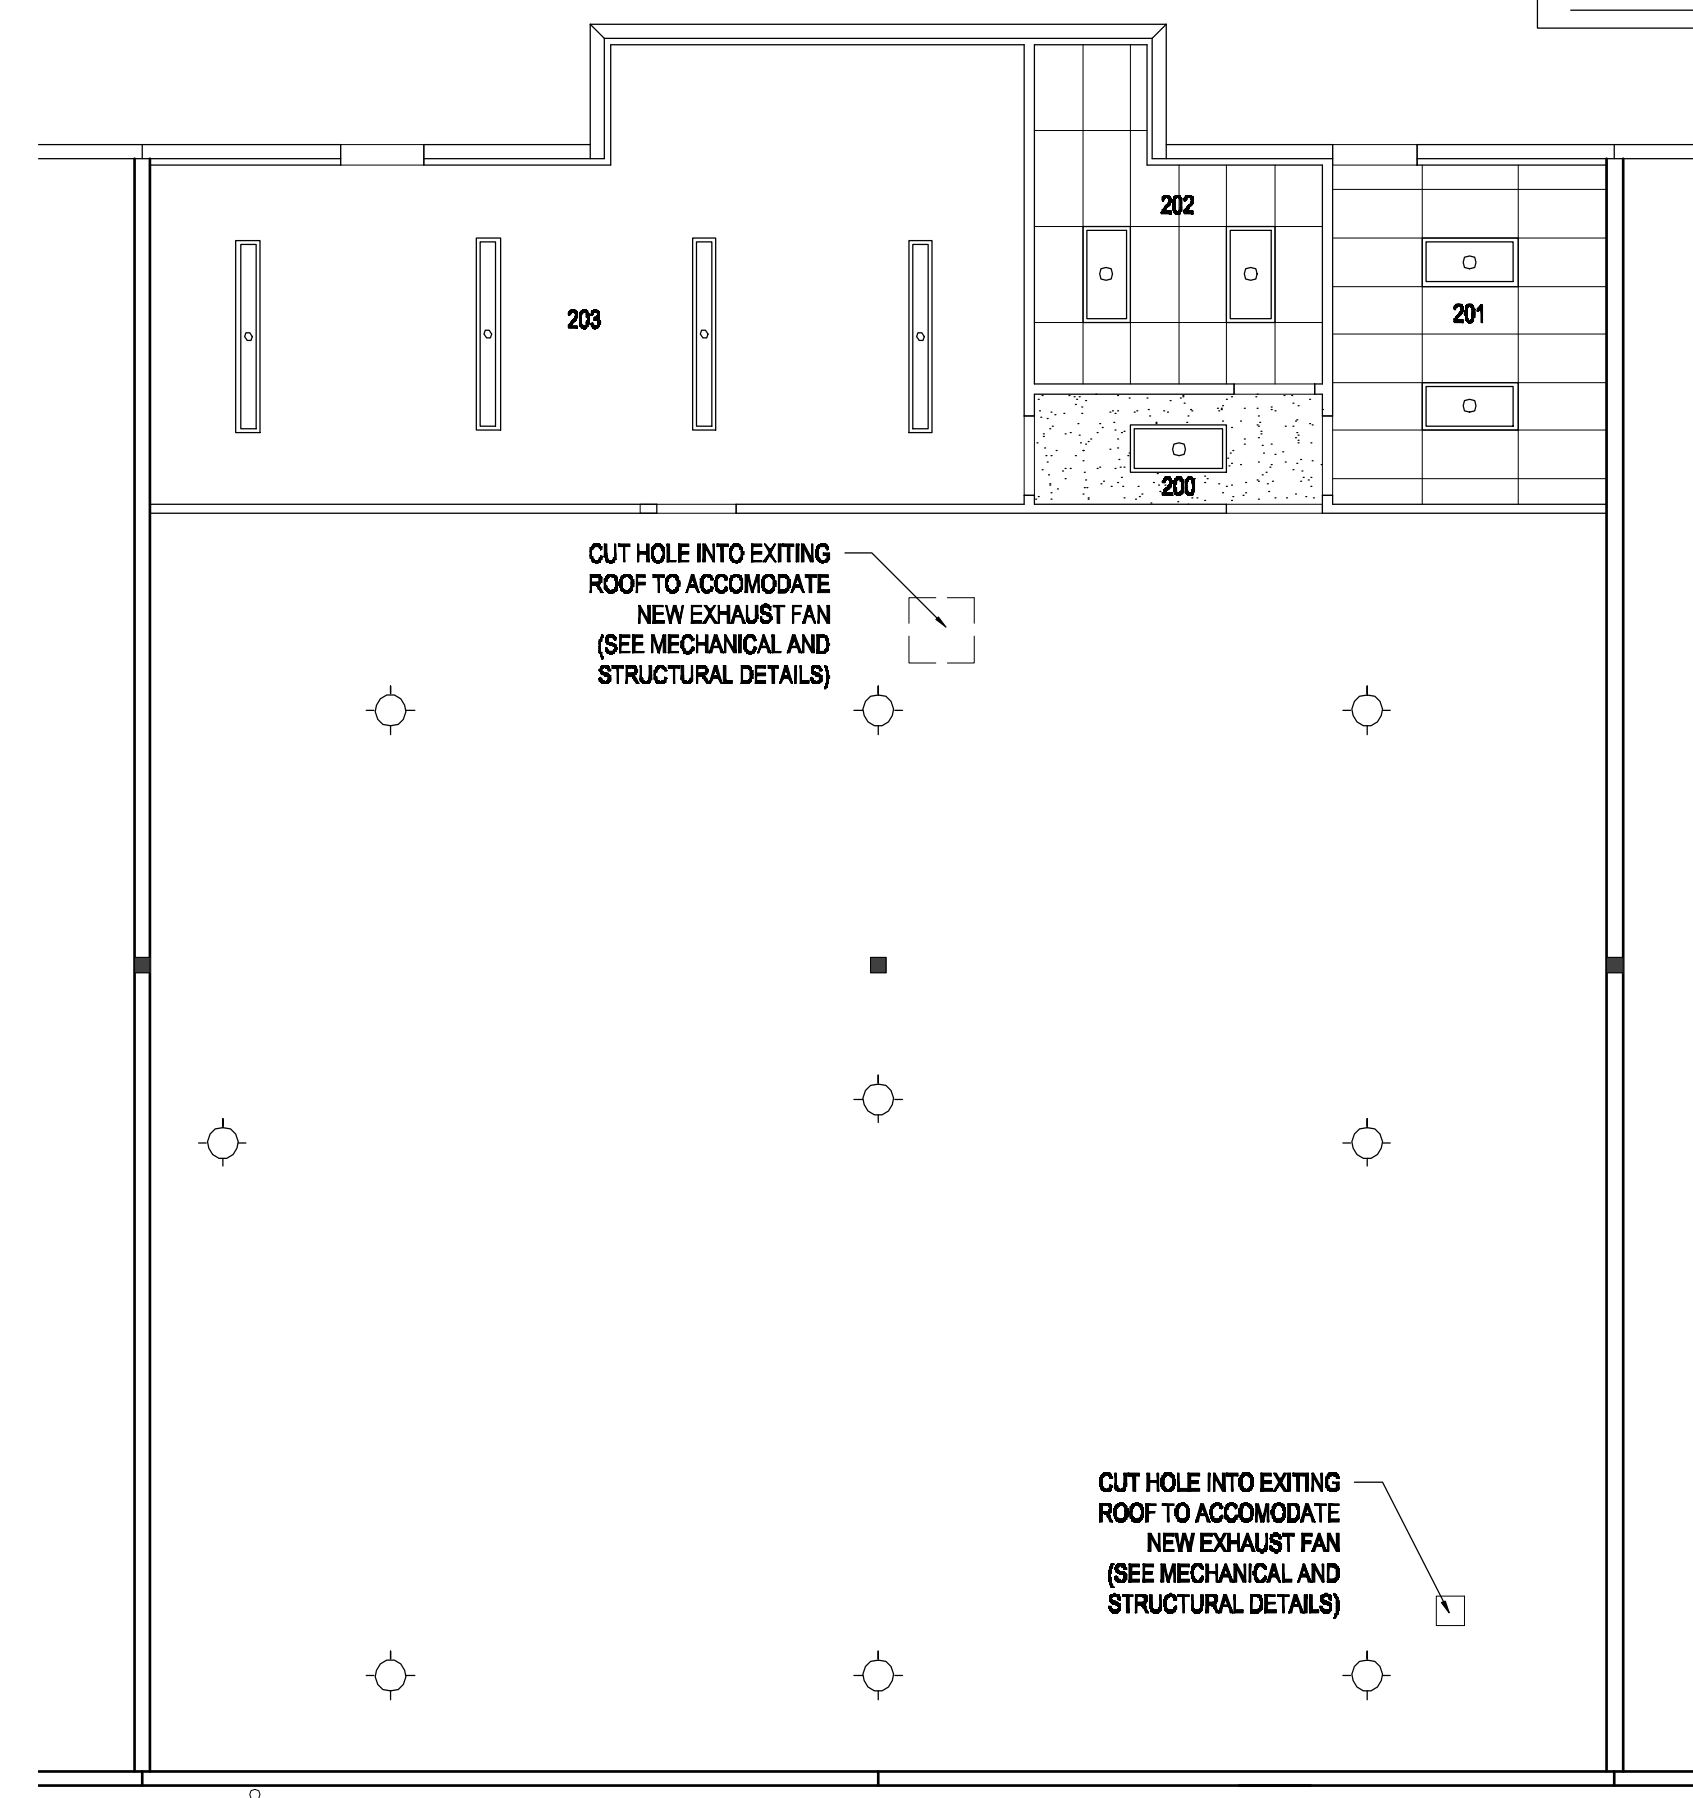 202
203
201
200
CUT HOLE INTO EXITING
ROOF TO ACCOMODATE
NEW EXHAUST FAN
(SEE MECHANICAL AND
STRUCTURAL DETAILS)
CUT HOLE INTO EXITING
ROOF TO ACCOMODATE
NEW EXHAUST FAN
(SEE MECHANICAL AND
STRUCTURAL DETAILS)